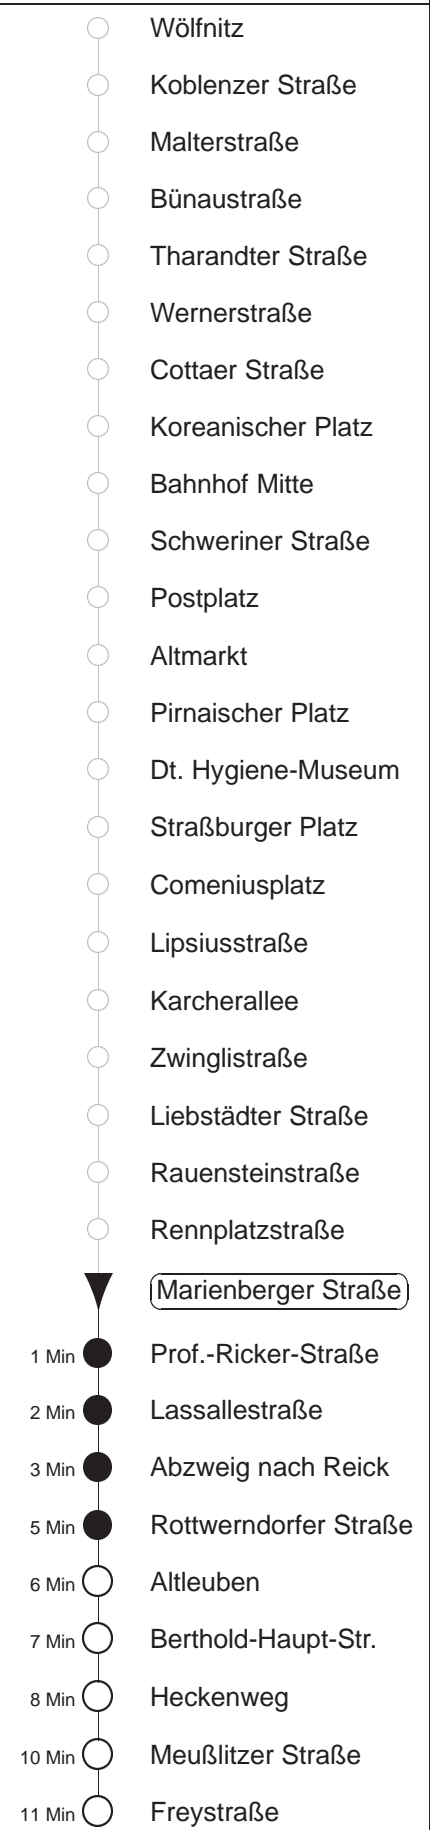 Wölfnitz
Koblenzer Straße
Malterstraße
Bünaustraße
Tharandter Straße
Wernerstraße
Cottaer Straße
Koreanischer Platz
Bahnhof Mitte
Schweriner Straße
Postplatz
Altmarkt
Pirnaischer Platz
Dt. Hygiene-Museum
Straßburger Platz
Comeniusplatz
Lipsiusstraße
Karcherallee
Zwinglistraße
Liebstädter Straße
Rauensteinstraße
Rennplatzstraße
Marienberger Straße
1 Min Prof.-Ricker-Straße
2 Min Lassallestraße
3 Min Abzweig nach Reick
5 Min Rottwerndorfer Straße
6 Min Altleuben
7 Min Berthold-Haupt-Str.
8 Min Heckenweg
10 Min Meußlitzer Straße
11 Min Freystraße